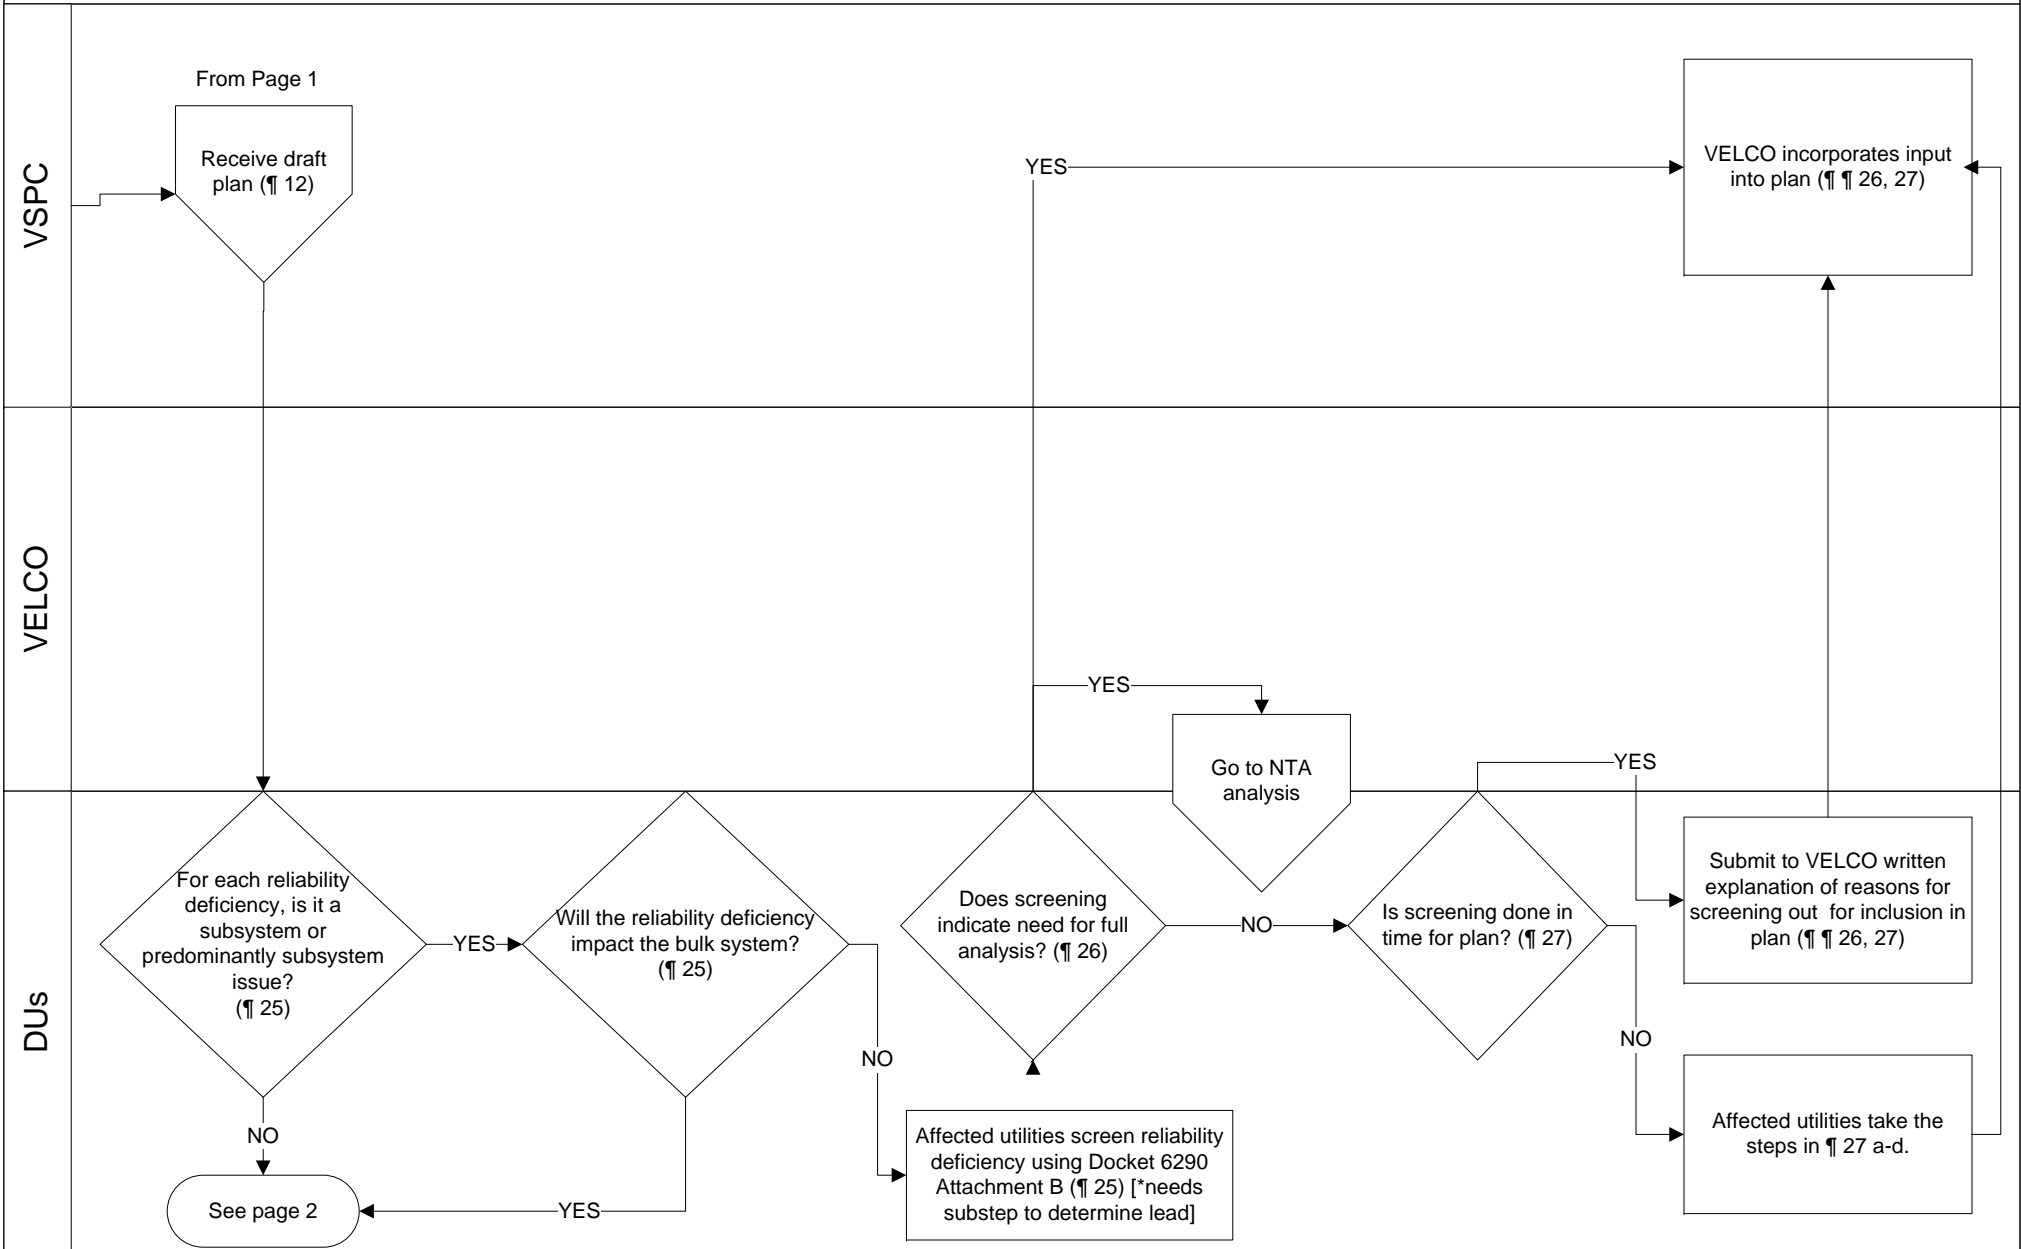 VSPC
From Page 1
Receive draft
plan (¶ 12)
YES
VELCO incorporates input
into plan (¶ ¶ 26, 27)
VELCO
YES
Go to NTA
analysis
YES
DUs
For each reliability
deficiency, is it a
subsystem or
predominantly subsystem
issue?
(¶ 25)
YES
NO
See page 2
Will the reliability deficiency
impact the bulk system?
(¶ 25)
YES
NO
Affected utilities screen reliability
deficiency using Docket 6290
Attachment B (¶ 25) [*needs
substep to determine lead]
Does screening
indicate need for full
analysis? (¶ 26)
NO
Is screening done in
time for plan? (¶ 27)
NO
Submit to VELCO written
explanation of reasons for
screening out  for inclusion in
plan (¶ ¶ 26, 27)
Affected utilities take the
steps in ¶ 27 a-d.